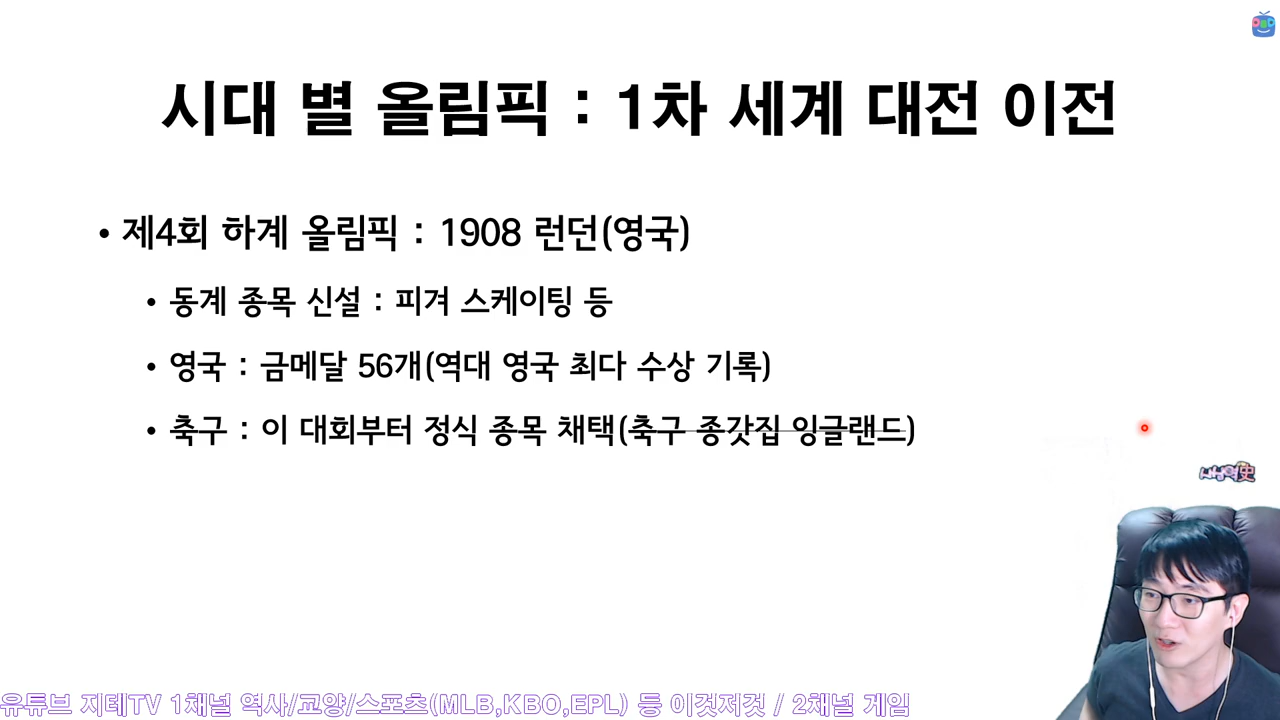 시대 별 올림픽 : 1차 세계 대전 이전
• 제4회 하계 올림픽 : 1908 런던(영국)
• 동계 종목 신설 : 피겨 스케이팅 등
• 영국 : 금메달 56개(역대 영국 최다 수상 기록)
• 축구 : 이 대회부터 정식 종목 채택(축구 종갓집 잉글랜드)
유튜브 지테TV 1채널 역사/교양/스포츠(MLB,KBO,EPL) 등 이것저것 / 2채널 게임